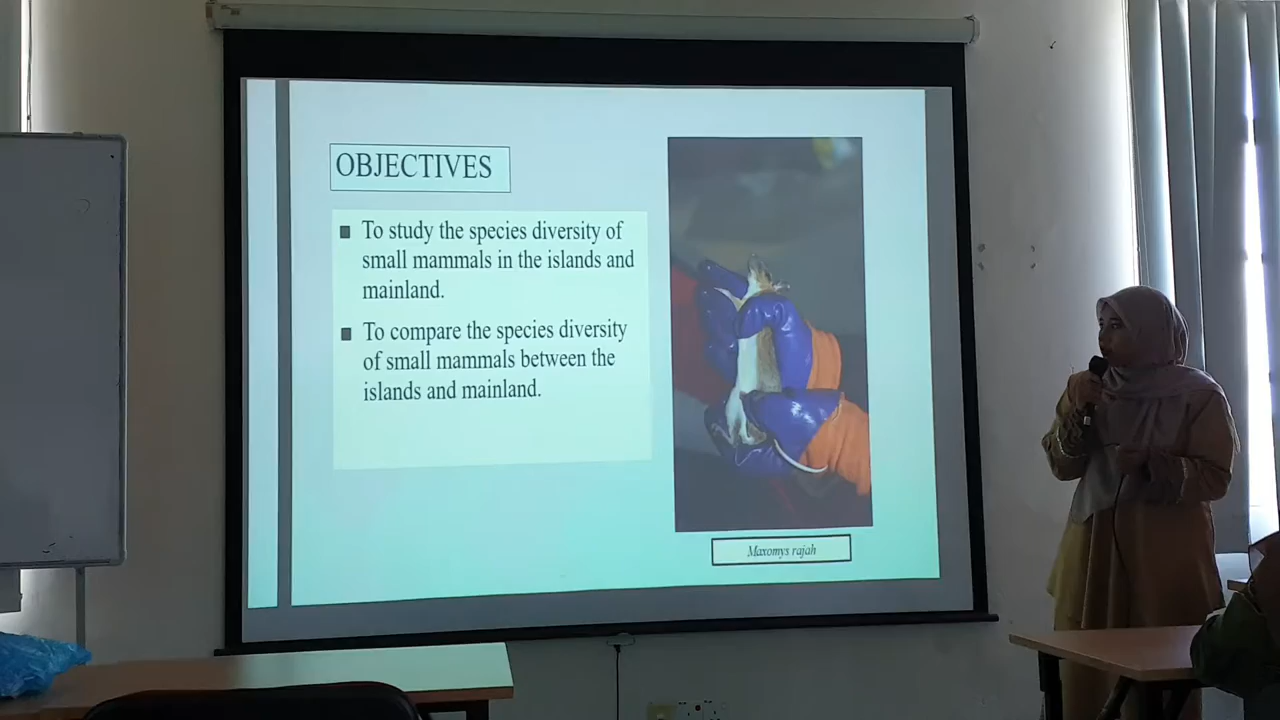 OBJECTIVES
To study the species diversity of
small mammals in the islands and
mainland.
To compare the species diversity
of small mammals between the
islands and mainland.
Maxomys rajah